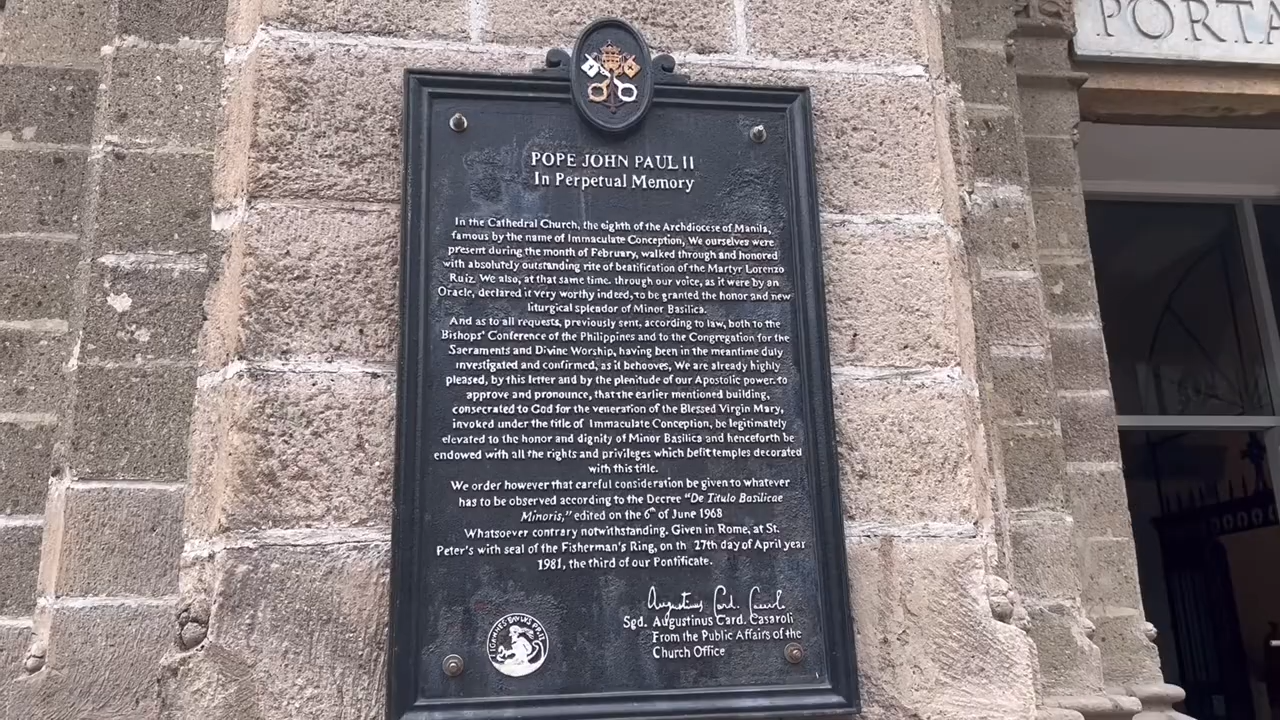 PORTA
POPE JOHN PAUL II
In Perpetual Memory
In the Cathedral Church, the eighth of the Archdiocese of Manila,
famous by the name of Immaculate Conception, We ourselves were
present during the month of February, walked through and honored
with absolutely outstanding rite of beatification of the Martyr Lorenzo
Ruiz. We also, at that same time, through our voice, as it were by an
Oracle, declared it very worthy indeed, to be granted the honor and new
liturgical splendor of Minor Basilica.
And as to all requests, previously sent, according to law, both to the
Bishops' Conference of the Philippines and to the Congregation for the
Sacraments and Divine Worship, having been in the meantime duly
investigated and confirmed, as it behooves, We are already highly
pleased, by this letter and by the plenitude of our Apostolic power, to
approve and pronounce, that the earlier mentioned building,
consecrated to God for the veneration of the Blessed Virgin Mary,
invoked under the title of Immaculate Conception, be legitimately
elevated to the honor and dignity of Minor Basilica and henceforth be
endowed with all the rights and privileges which befit temples decorated
with this title.
We order however that careful consideration be given to whatever
has to be observed according to the Decree "De Titulo Basilicae
Minoris," edited on the 6th of June 1968
Whatsoever contrary notwithstanding. Given in Rome, at St.
Peter's with seal of the Fisherman's Ring, on th 27th day of April year
1981, the third of our Pontificate.
Augustinus Card. Casaroli
Sgd. Augustinus Card. Casaroli
From the Public Affairs of the
Church Office